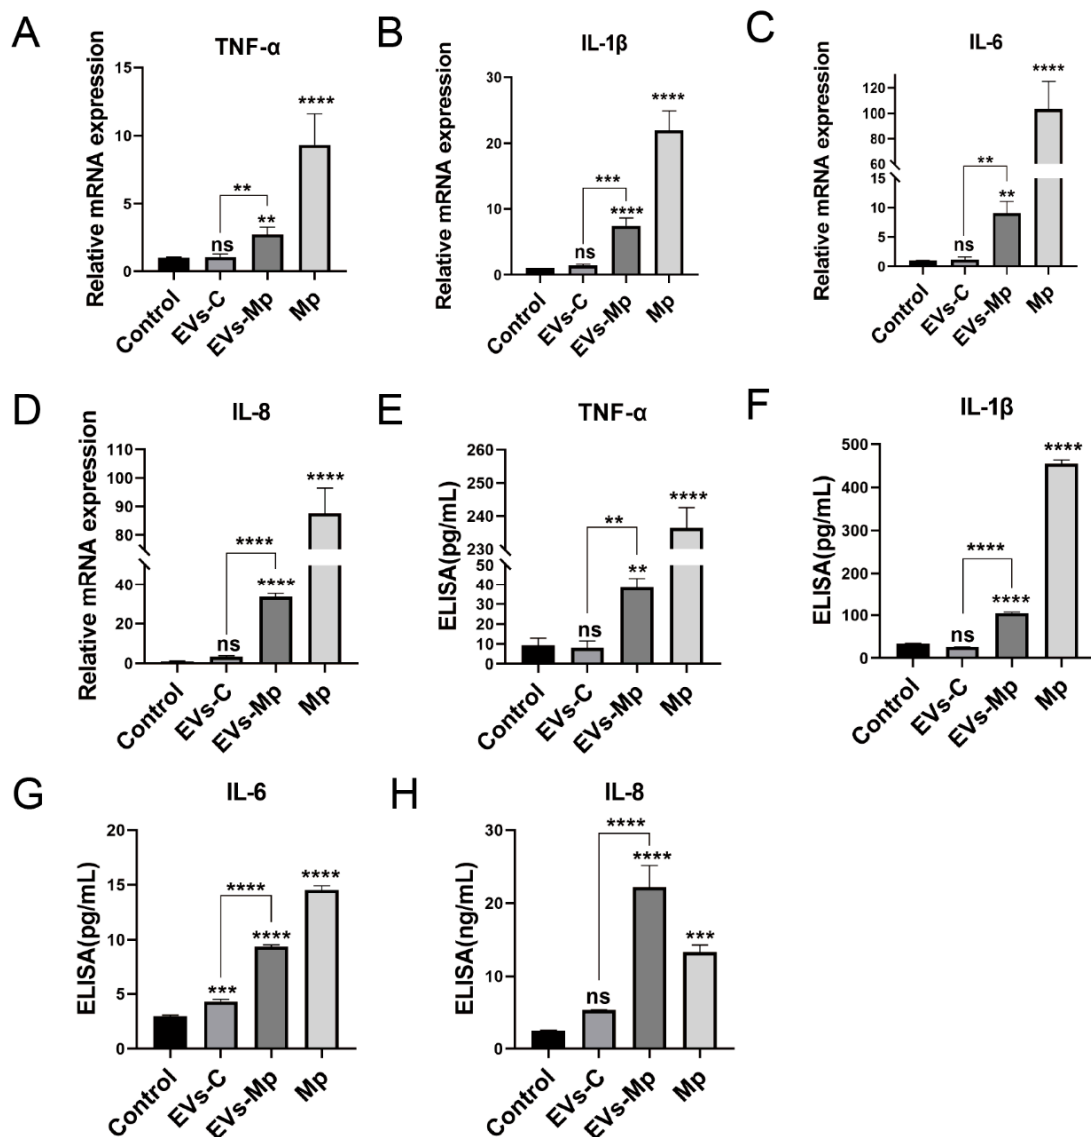 A
TNF-α
Relative mRNA expression
15
10
5
0
**
ns
**
****
Control
EVs-C
EVs-Mp
Mp
B
IL-1β
Relative mRNA expression
30
20
10
0
***
ns
****
****
Control
EVs-C
EVs-Mp
Mp
C
IL-6
Relative mRNA expression
120
100
80
60
15
10
5
0
**
ns
**
****
Control
EVs-C
EVs-Mp
Mp
D
IL-8
Relative mRNA expression
110
100
90
80
40
20
0
****
ns
****
****
Control
EVs-C
EVs-Mp
Mp
E
TNF-α
ELISA(pg/mL)
260
250
240
230
50
40
30
20
10
0
**
ns
**
****
Control
EVs-C
EVs-Mp
Mp
F
IL-1β
ELISA(pg/mL)
500
400
300
200
100
0
****
ns
****
****
Control
EVs-C
EVs-Mp
Mp
G
IL-6
ELISA(pg/mL)
20
15
10
5
0
****
***
****
****
Control
EVs-C
EVs-Mp
Mp
H
IL-8
ELISA(ng/mL)
30
20
10
0
****
ns
****
***
Control
EVs-C
EVs-Mp
Mp